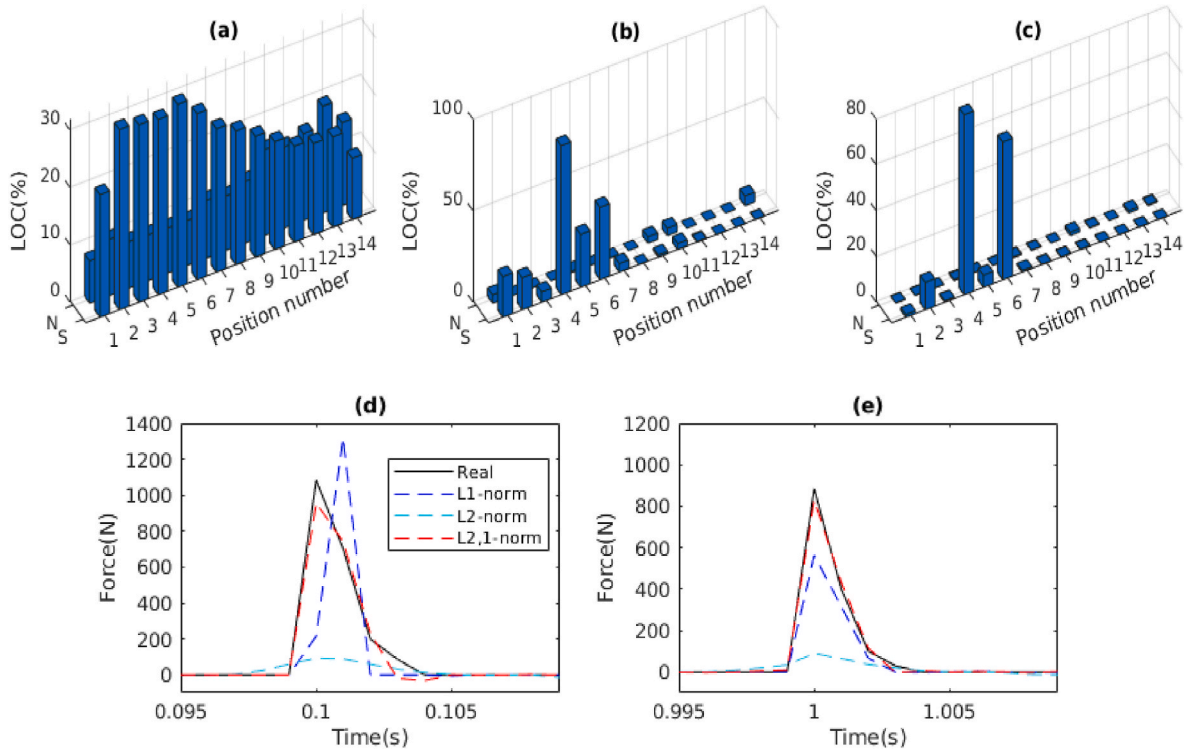 (a)
30
20
10
0
LOC(%)
N
S
1 2 3 4 5 6 7 8 9 10 11 12 13 14
Position number
(b)
100
50
0
LOC(%)
N
S
1 2 3 4 5 6 7 8 9 10 11 12 13 14
Position number
(c)
80
60
40
20
0
LOC(%)
N
S
1 2 3 4 5 6 7 8 9 10 11 12 13 14
Position number
(d)
1400
1200
1000
800
600
400
200
0
Force(N)
Real
L1-norm
L2-norm
L2,1-norm
0.095 0.1 0.105
Time(s)
(e)
1200
1000
800
600
400
200
0
Force(N)
0.995 1 1.005
Time(s)